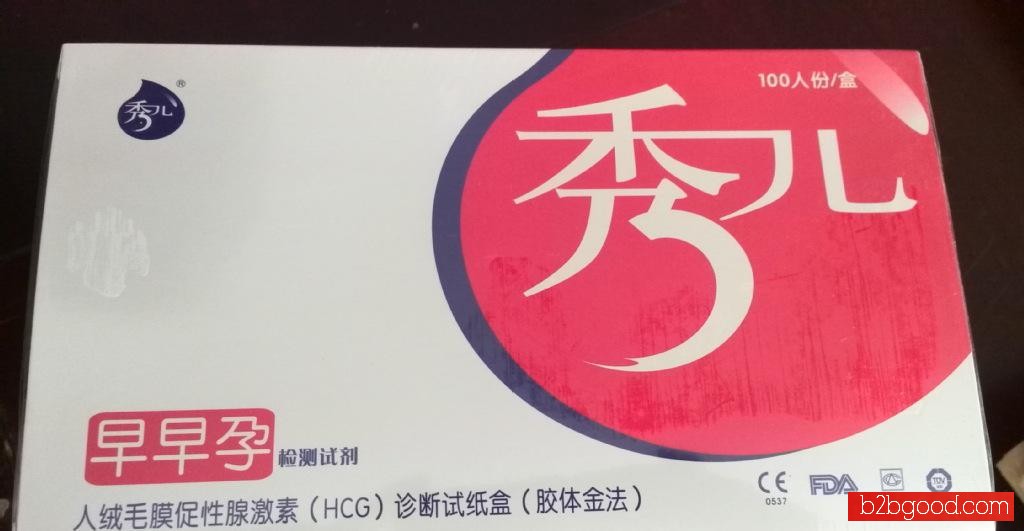 秀儿®
100人份/盒
秀儿
早早孕 检测试剂
人绒毛膜促性腺激素（HCG）诊断试纸盒（胶体金法）
CE FDA
0537
b2bgood.com